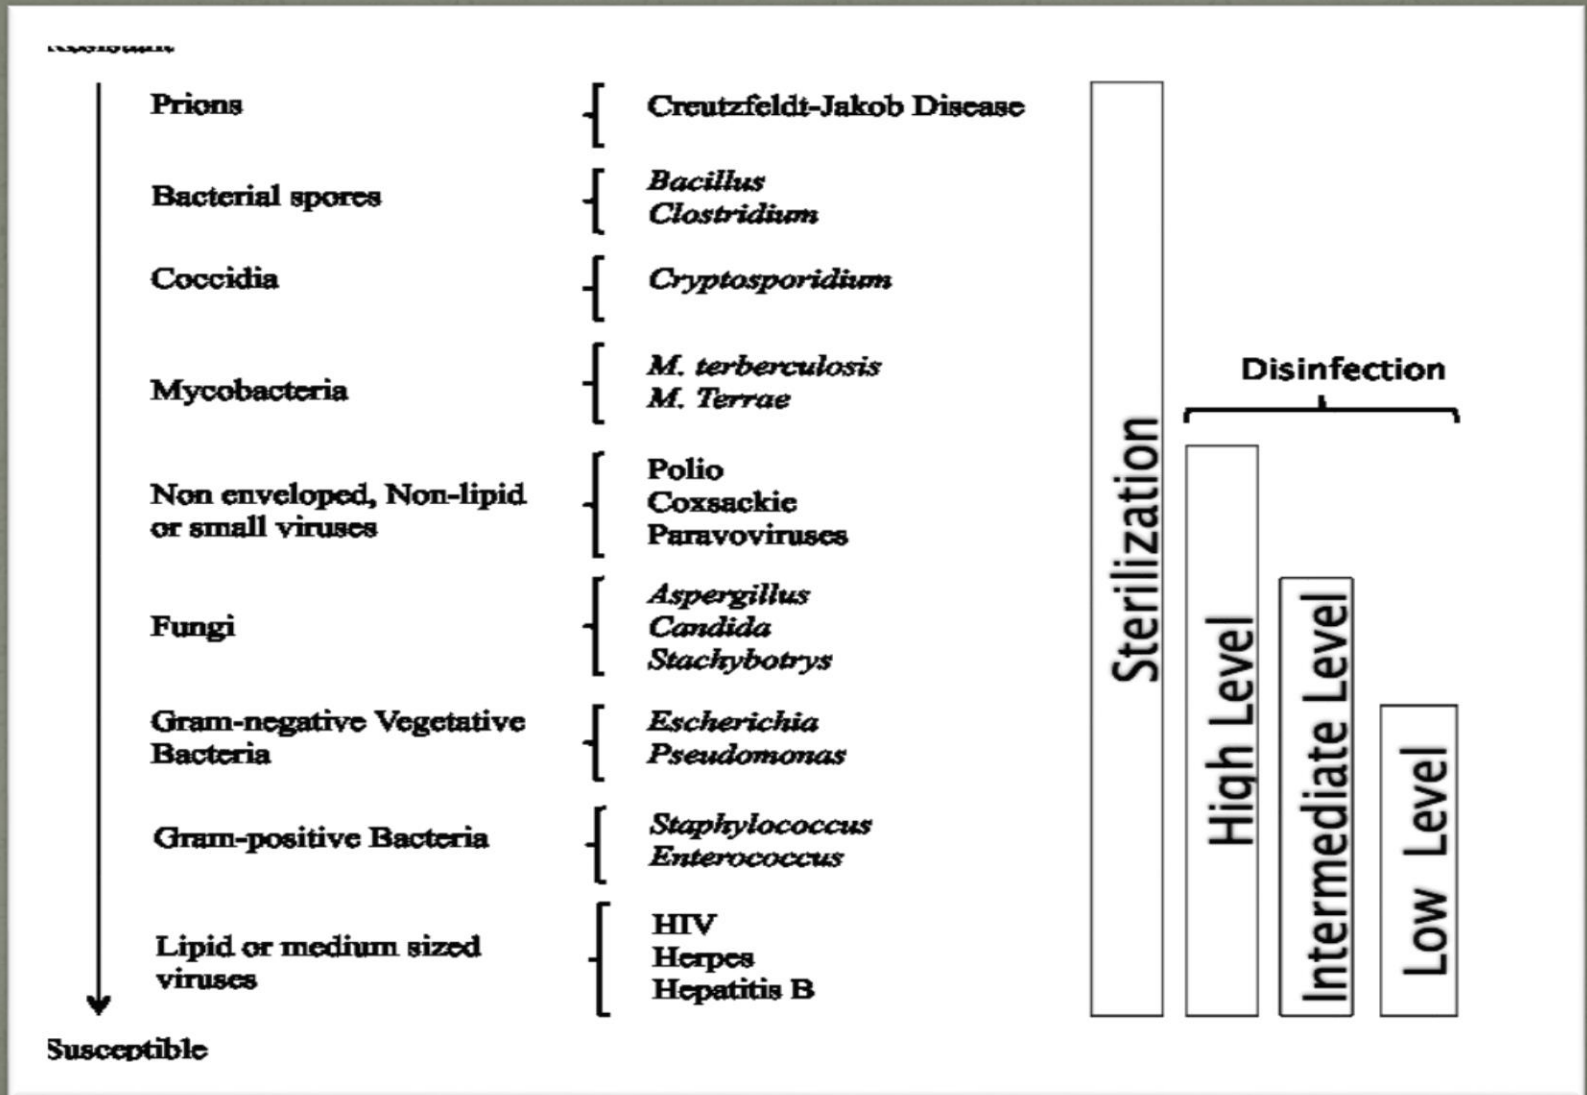 Prions
Creutzfeldt-Jakob Disease
Bacterial spores
Bacillus
Clostridium
Coccidia
Cryptosporidium
Mycobacteria
M. terberculosis
M. Terrae
Non enveloped, Non-lipid
or small viruses
Polio
Coxsackie
Paravoviruses
Fungi
Aspergillus
Candida
Stachybotrys
Gram-negative Vegetative
Bacteria
Escherichia
Pseudomonas
Gram-positive Bacteria
Staphylococcus
Enterococcus
Lipid or medium sized
viruses
HIV
Herpes
Hepatitis B
Susceptible
Sterilization
Disinfection
High Level
Intermediate Level
Low Level